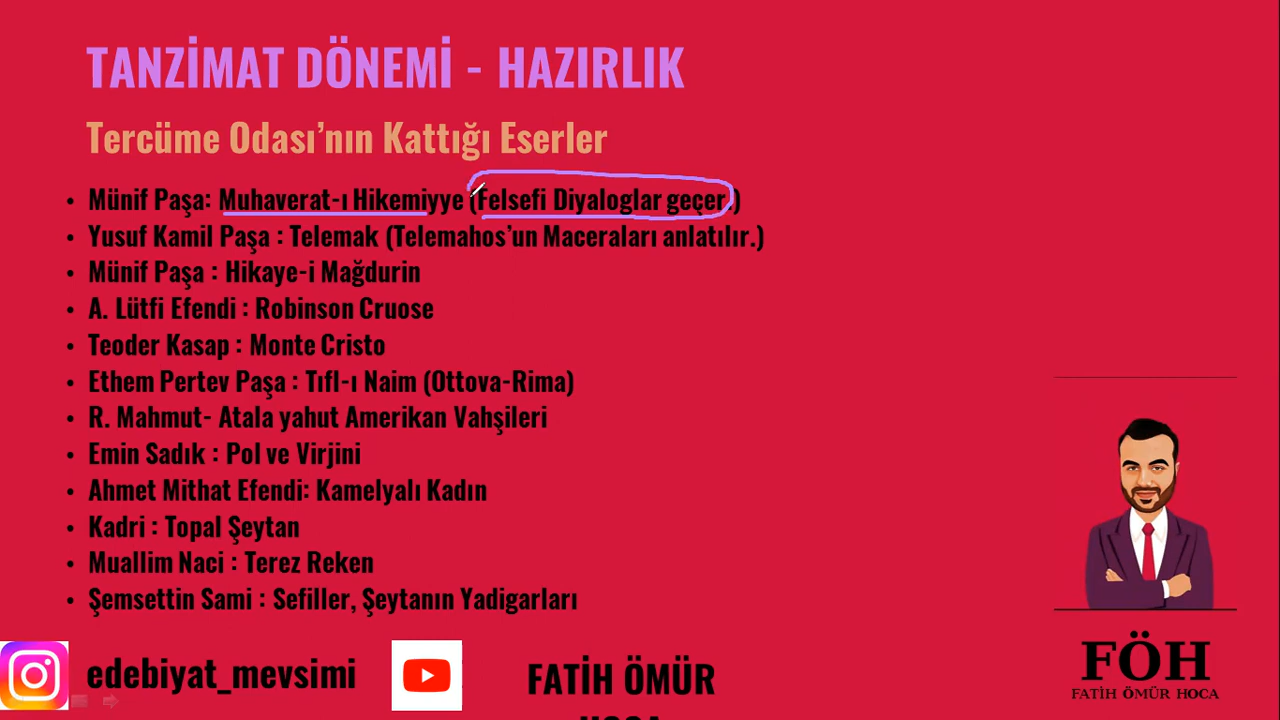 TANZİMAT DÖNEMİ - HAZIRLIK
Tercüme Odası'nın Kattığı Eserler
• Münif Paşa: Muhaverat-ı Hikemiyye (Felsefi Diyaloglar geçer.)
• Yusuf Kamil Paşa : Telemak (Telemahos'un Maceraları anlatılır.)
• Münif Paşa : Hikaye-i Mağdurin
• A. Lütfi Efendi : Robinson Cruose
• Teoder Kasap : Monte Cristo
• Ethem Pertev Paşa : Tıfl-ı Naim (Ottova-Rima)
• R. Mahmut- Atala yahut Amerikan Vahşileri
• Emin Sadık : Pol ve Virjini
• Ahmet Mithat Efendi: Kamelyalı Kadın
• Kadri : Topal Şeytan
• Muallim Naci : Terez Reken
• Şemsettin Sami : Sefiller, Şeytanın Yadigarları
edebiyat_mevsimi
FATİH ÖMÜR
FÖH
FATİH ÖMÜR HOCA